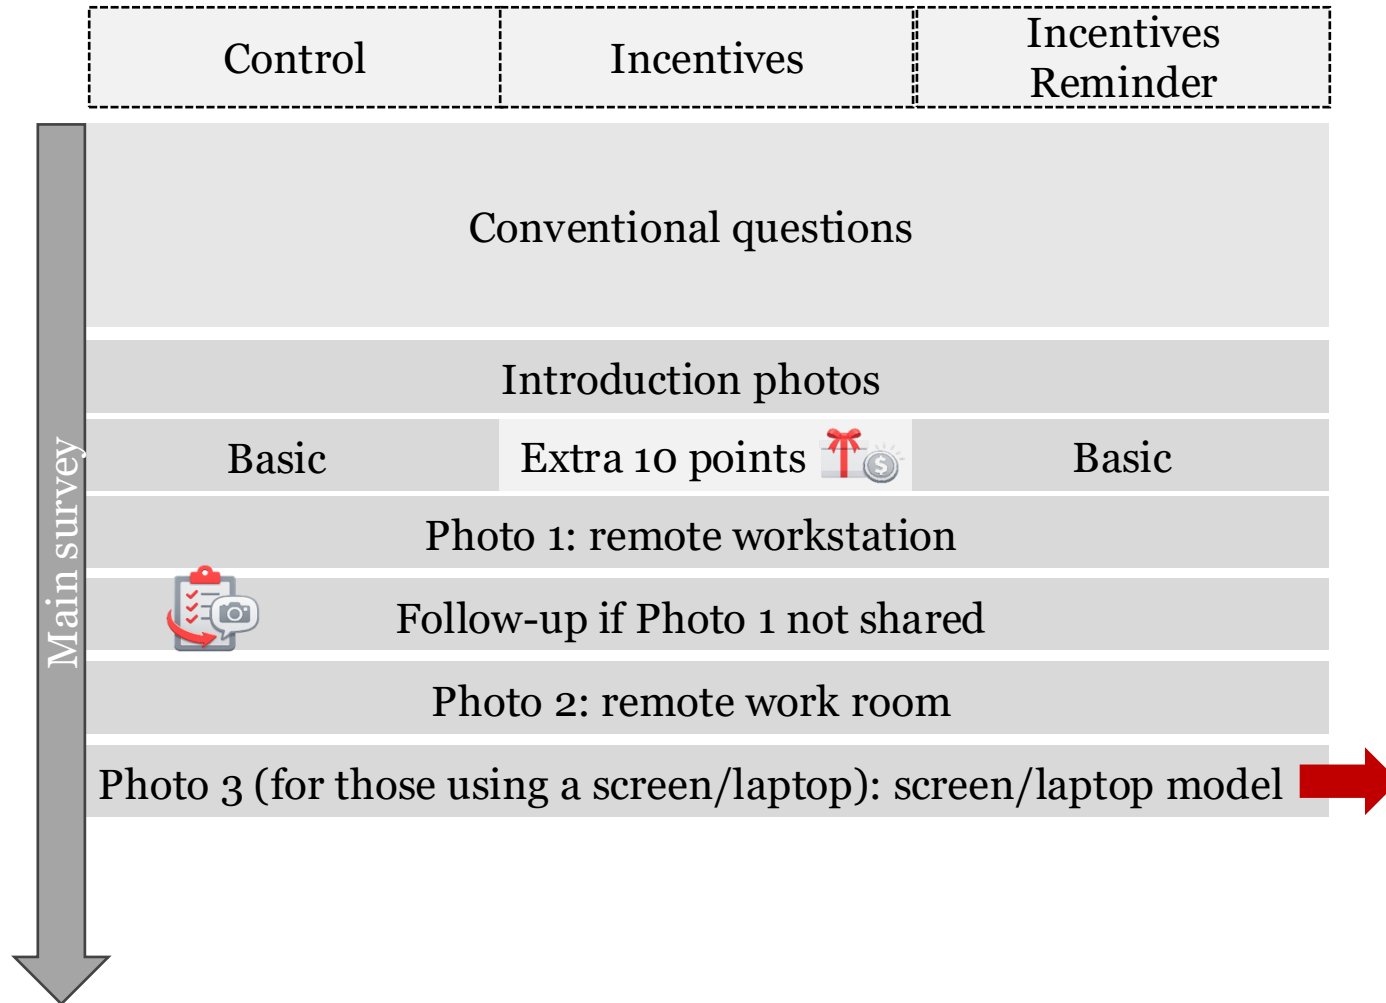 Control
Incentives
Incentives
Reminder
Main survey
Conventional questions
Introduction photos
Basic
Extra 10 points
$
Basic
Photo 1: remote workstation
Follow-up if Photo 1 not shared
Photo 2: remote work room
Photo 3 (for those using a screen/laptop): screen/laptop model